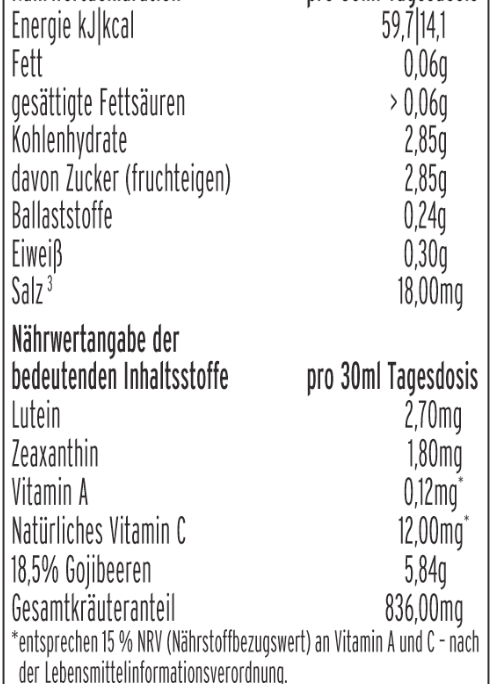 pro 30ml Tagesdosis
Energie kJ|kcal 59,7|14,1
Fett 0,06g
gesättigte Fettsäuren > 0,06g
Kohlenhydrate 2,85g
davon Zucker (fruchteigen) 2,85g
Ballaststoffe 0,24g
Eiweiß 0,30g
Salz ³ 18,00mg
Nährwertangabe der
bedeutenden Inhaltsstoffe pro 30ml Tagesdosis
Lutein 2,70mg
Zeaxanthin 1,80mg
Vitamin A 0,12mg*
Natürliches Vitamin C 12,00mg*
18,5% Gojibeeren 5,84g
Gesamtkräuteranteil 836,00mg
*entsprechen 15 % NRV (Nährstoffbezugswert) an Vitamin A und C - nach
der Lebensmittelinformationsverordnung.